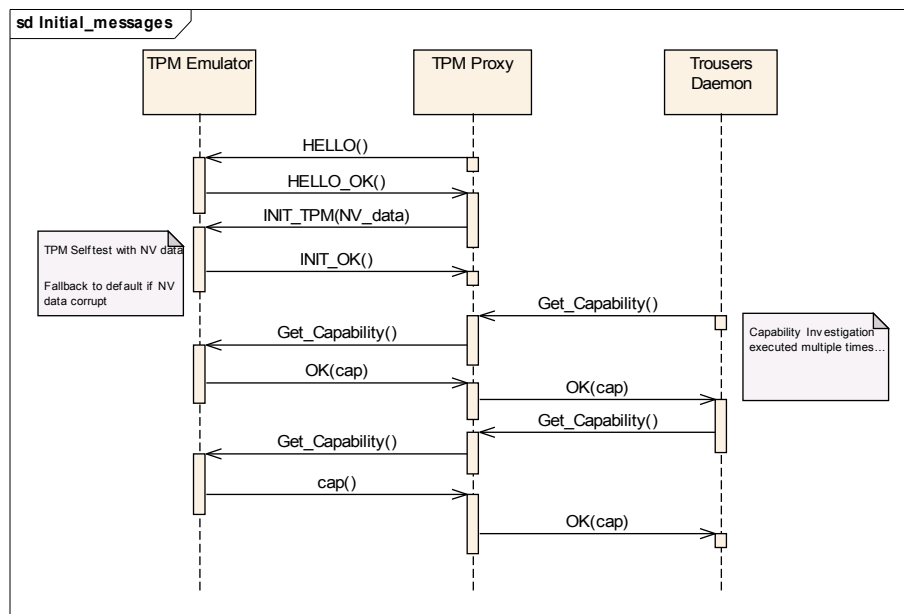 sd Initial_messages
TPM Emulator
TPM Proxy
Trousers
Daemon
HELLO()
HELLO_OK()
INIT_TPM(NV_data)
TPM Selftest with NV data
Fallback to default if NV
data corrupt
INIT_OK()
Get_Capability()
Capability Investigation
executed multiple times...
Get_Capability()
OK(cap)
OK(cap)
Get_Capability()
Get_Capability()
cap()
OK(cap)